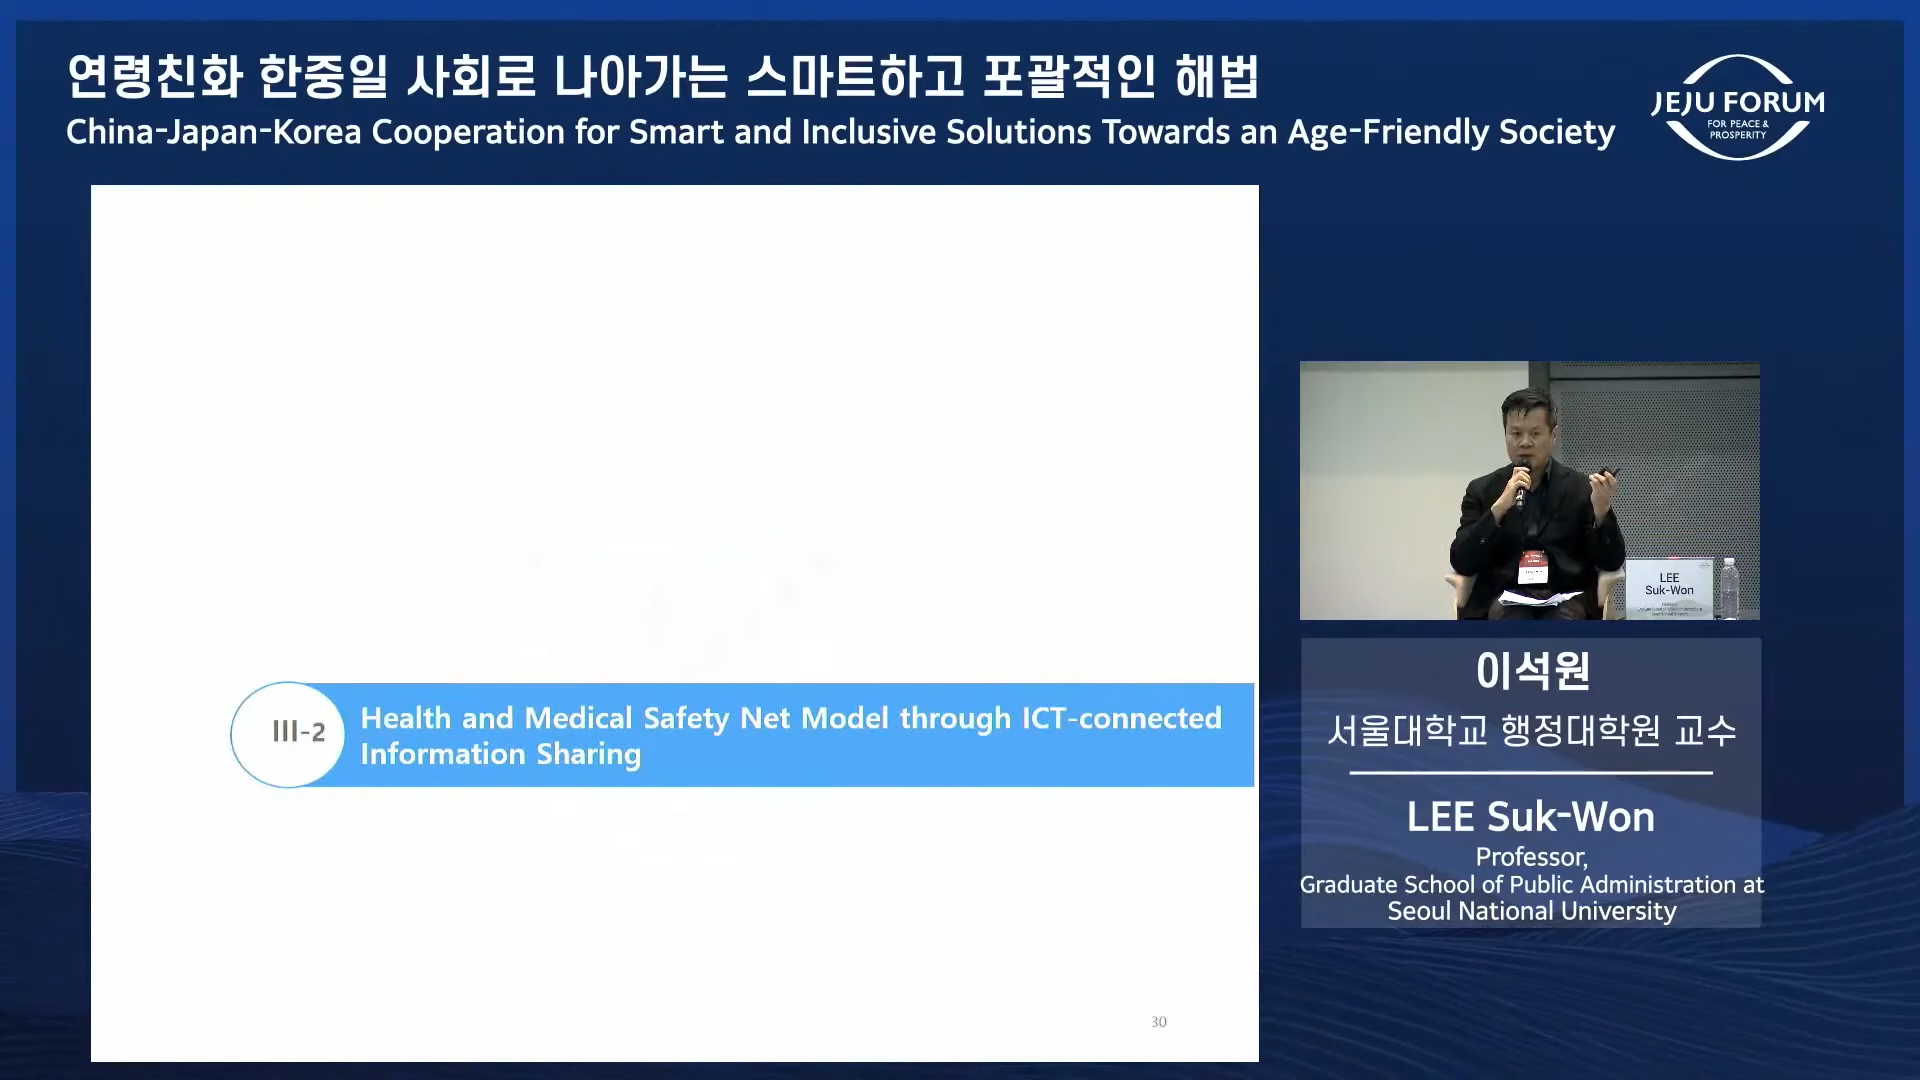 연령친화 한중일 사회로 나아가는 스마트하고 포괄적인 해법
China-Japan-Korea Cooperation for Smart and Inclusive Solutions Towards an Age-Friendly Society
JEJU FORUM
FOR PEACE &
PROSPERITY
III-2
Health and Medical Safety Net Model through ICT-connected
Information Sharing
30
LEE
Suk-Won
이석원
서울대학교 행정대학원 교수
LEE Suk-Won
Professor,
Graduate School of Public Administration at
Seoul National University